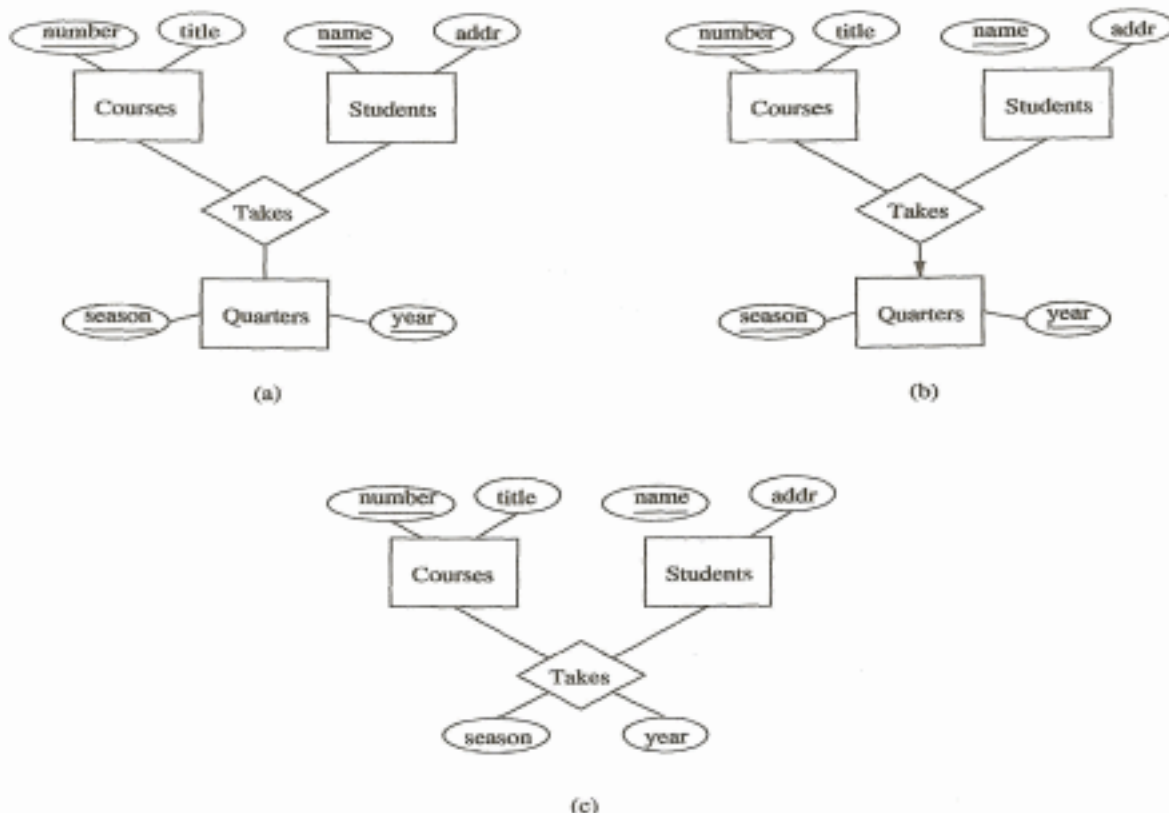 number title name addr
Courses Students
Takes
season Quarters year
(a)
number title name addr
Courses Students
Takes
season Quarters year
(b)
number title name addr
Courses Students
Takes
season year
(c)